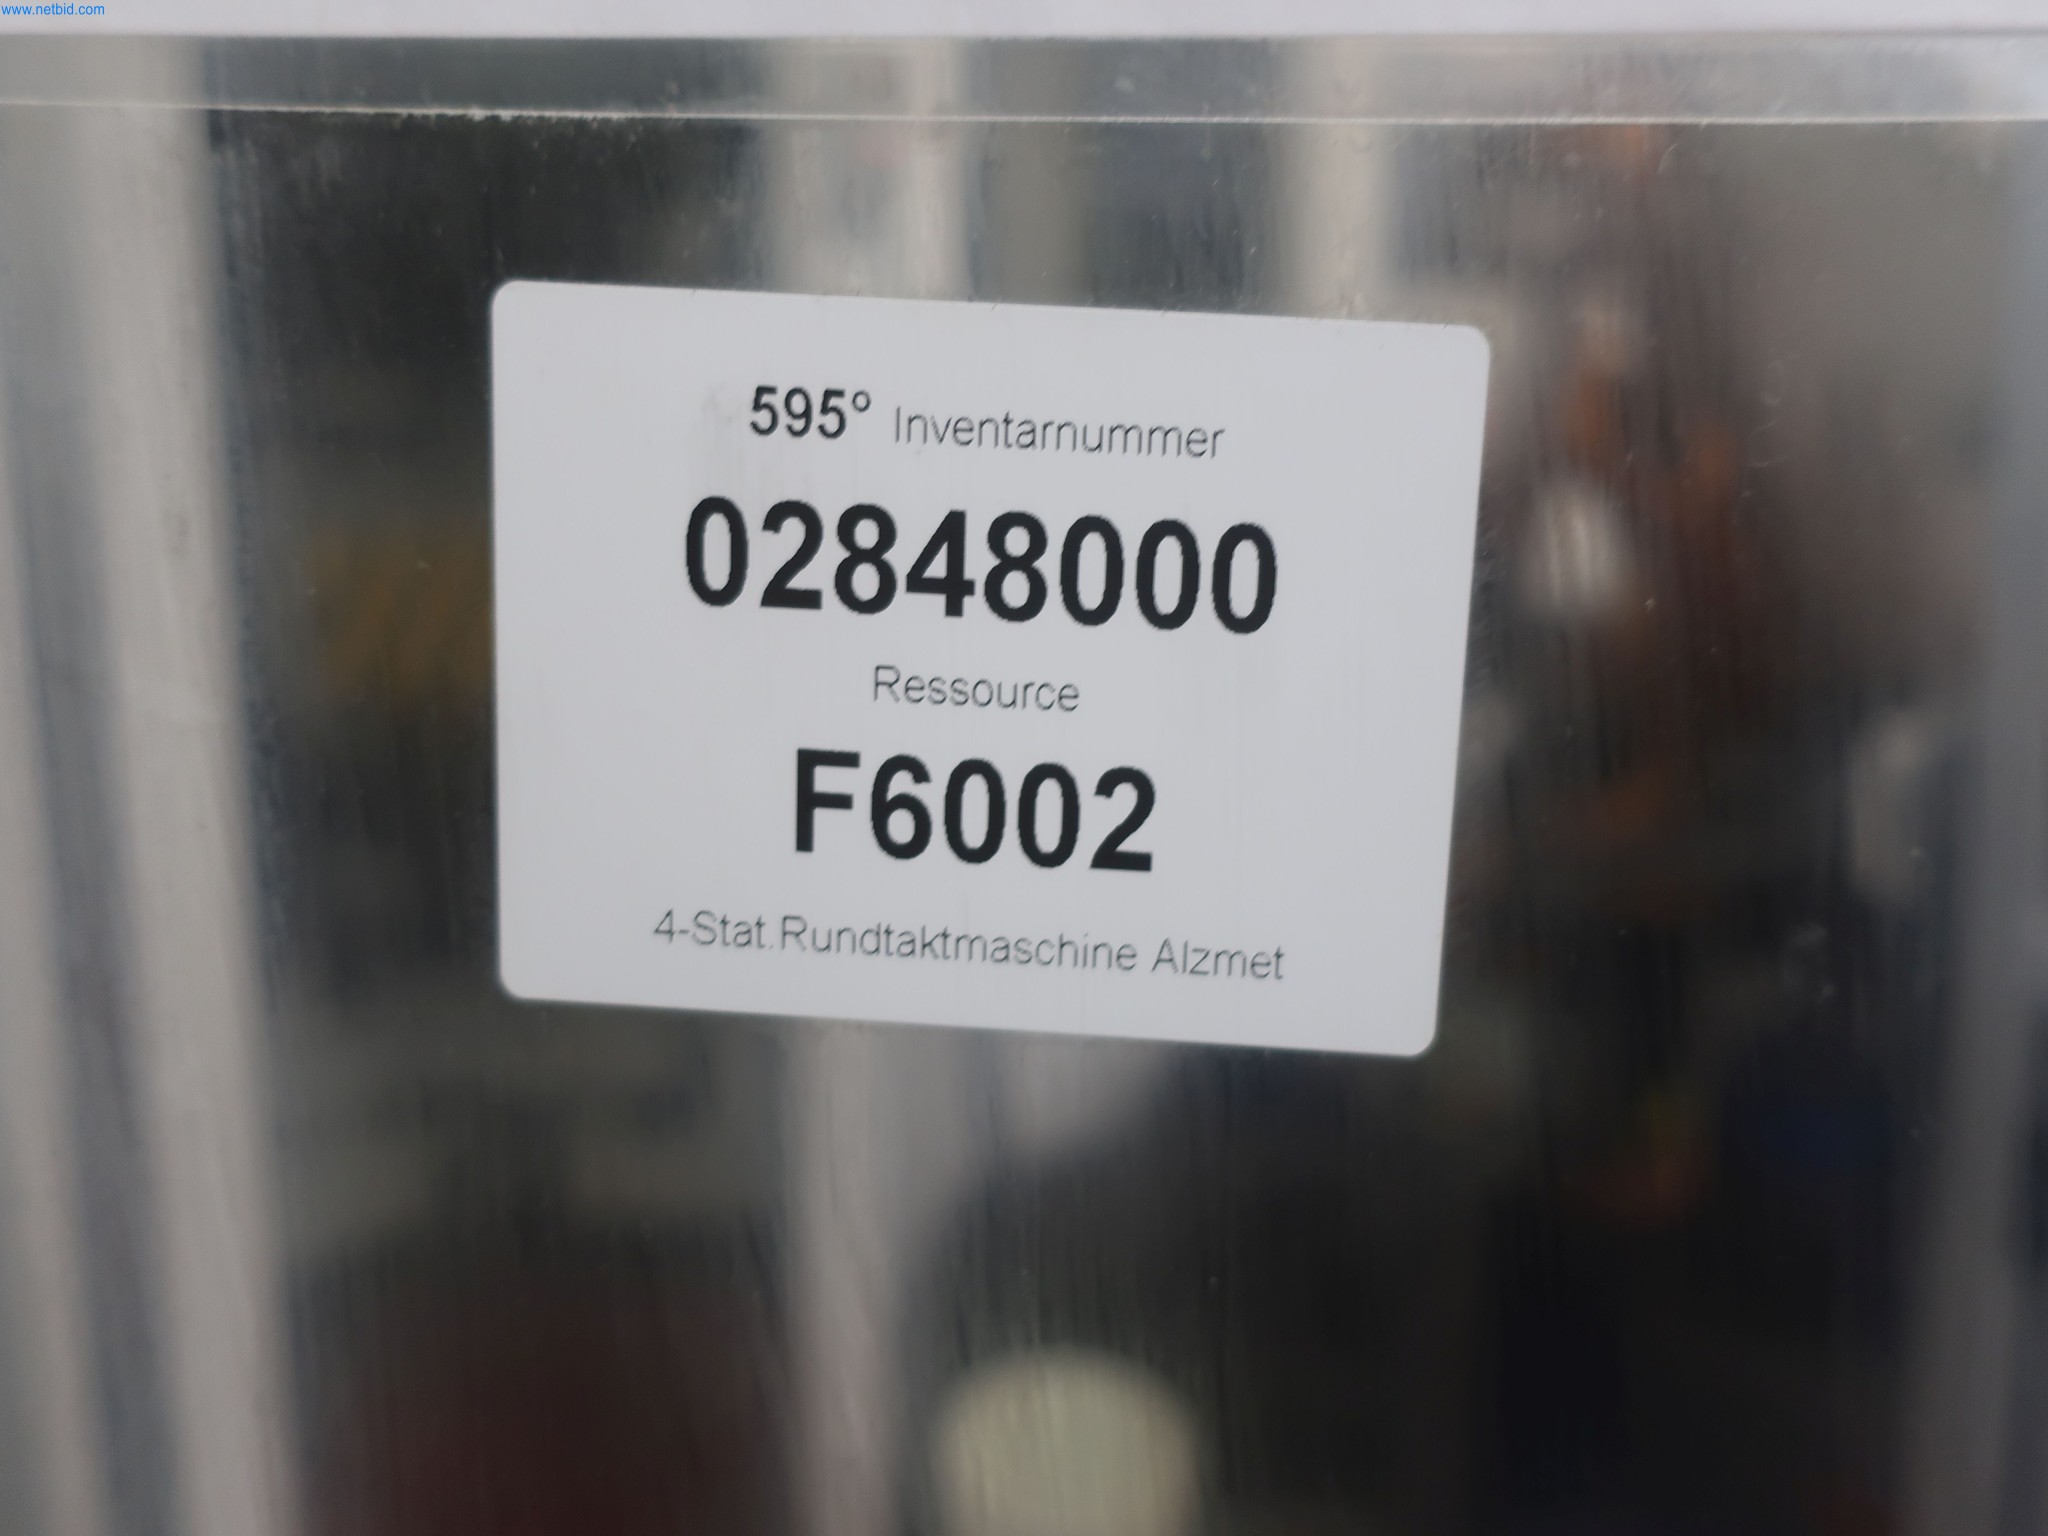 www.netbid.com
595° Inventarnummer
02848000
Ressource
F6002
4-Stat.Rundtaktmaschine Alzmet